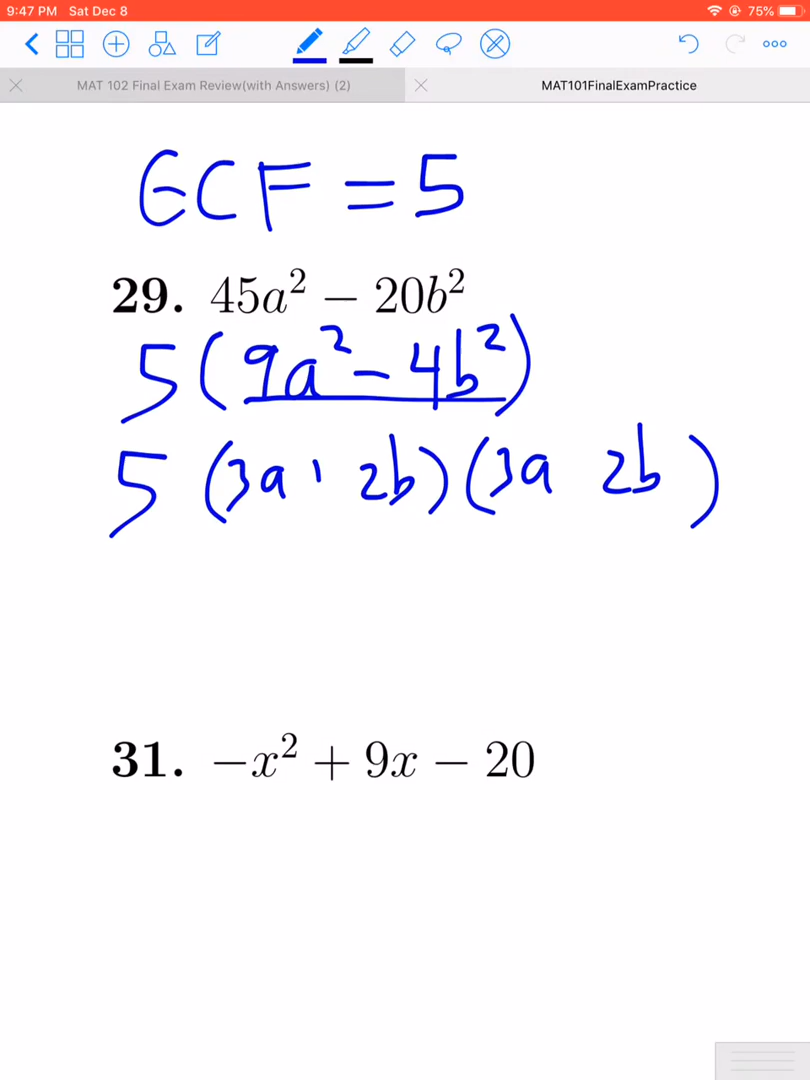 9:47 PM Sat Dec 8 75%
MAT 102 Final Exam Review(with Answers) (2) MAT101FinalExamPractice
GCF = 5
29. 45a² − 20b²
5(9a² − 4b²)
5 (3a ' 2b)(3a 2b )
31. −x² + 9x − 20